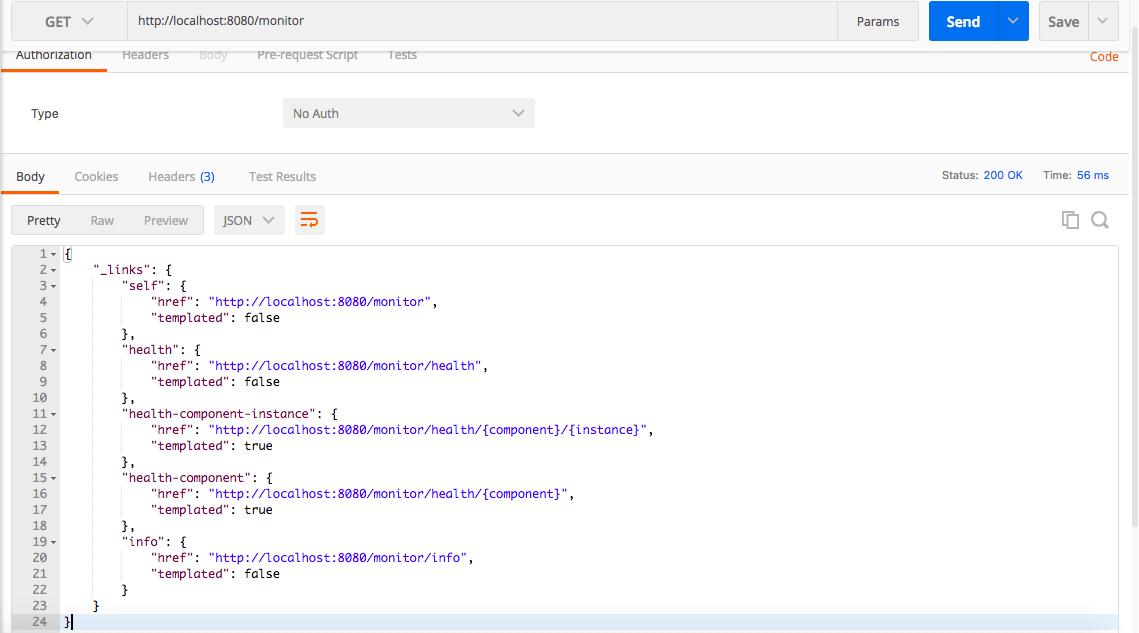 GET http://localhost:8080/monitor Params Send Save
Authorization Headers Body Pre-request Script Tests Code
Type No Auth
Body Cookies Headers (3) Test Results Status: 200 OK Time: 56 ms
Pretty Raw Preview JSON
1 {
2 "_links": {
3 "self": {
4 "href": "http://localhost:8080/monitor",
5 "templated": false
6 },
7 "health": {
8 "href": "http://localhost:8080/monitor/health",
9 "templated": false
10 },
11 "health-component-instance": {
12 "href": "http://localhost:8080/monitor/health/{component}/{instance}",
13 "templated": true
14 },
15 "health-component": {
16 "href": "http://localhost:8080/monitor/health/{component}",
17 "templated": true
18 },
19 "info": {
20 "href": "http://localhost:8080/monitor/info",
21 "templated": false
22 }
23 }
24 }